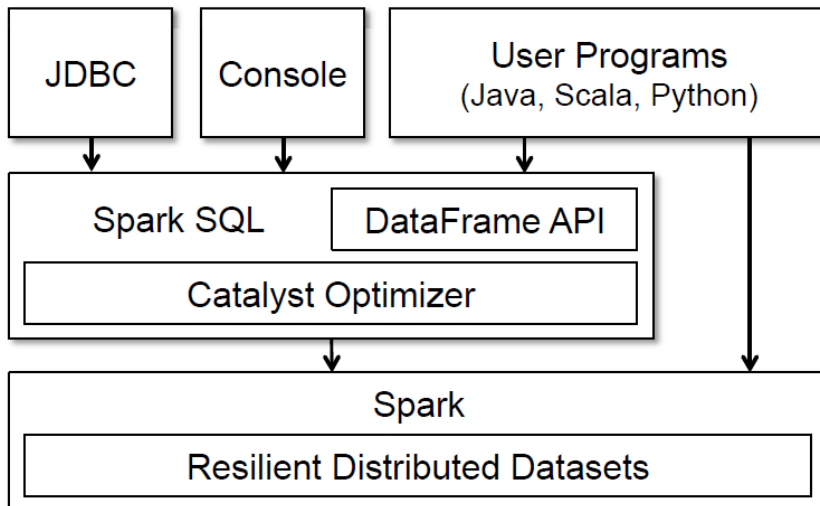 JDBC
Console
User Programs
(Java, Scala, Python)
Spark SQL
DataFrame API
Catalyst Optimizer
Spark
Resilient Distributed Datasets